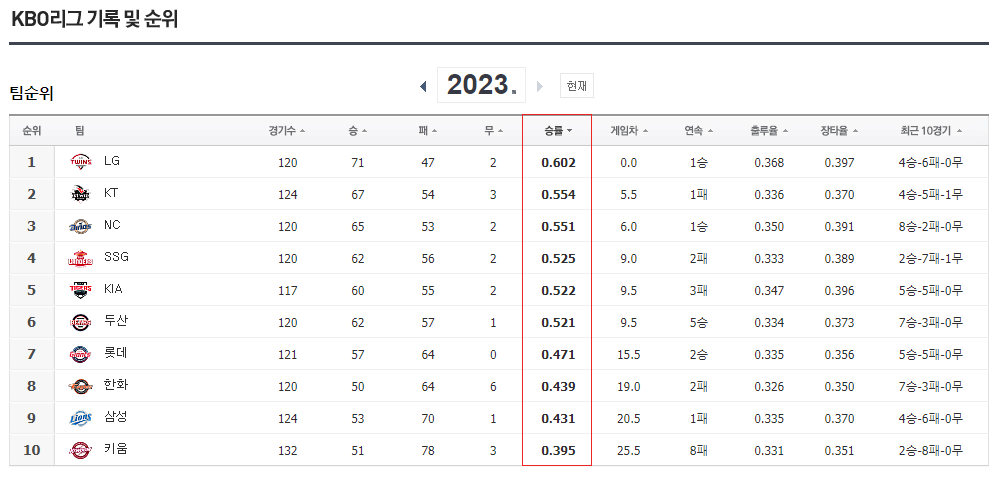 KBO리그 기록 및 순위
팀순위
2023.
현재
순위 팀 경기수 승 패 무 승률 게임차 연속 출루율 장타율 최근 10경기
1 LG 120 71 47 2 0.602 0.0 1승 0.368 0.397 4승-6패-0무
2 KT 124 67 54 3 0.554 5.5 1패 0.336 0.370 4승-5패-1무
3 NC 120 65 53 2 0.551 6.0 1승 0.350 0.391 8승-2패-0무
4 SSG 120 62 56 2 0.525 9.0 2패 0.333 0.389 2승-7패-1무
5 KIA 117 60 55 2 0.522 9.5 3패 0.347 0.396 5승-5패-0무
6 두산 120 62 57 1 0.521 9.5 5승 0.334 0.373 7승-3패-0무
7 롯데 121 57 64 0 0.471 15.5 2승 0.335 0.356 5승-5패-0무
8 한화 120 50 64 6 0.439 19.0 2패 0.326 0.350 7승-3패-0무
9 삼성 124 53 70 1 0.431 20.5 1패 0.335 0.370 4승-6패-0무
10 키움 132 51 78 3 0.395 25.5 8패 0.331 0.351 2승-8패-0무